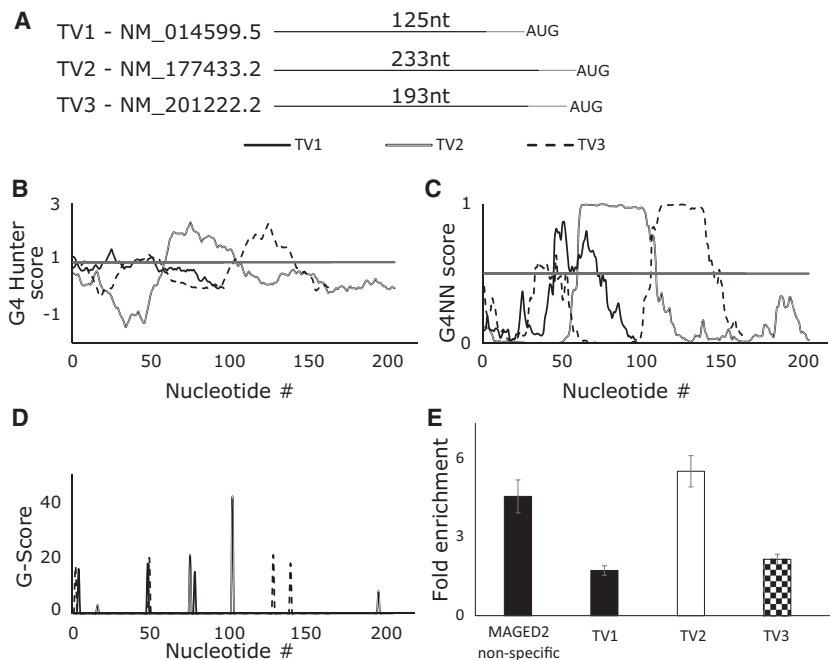 A
TV1 - NM_014599.5 125nt AUG
TV2 - NM_177433.2 233nt AUG
TV3 - NM_201222.2 193nt AUG
TV1 TV2 TV3
B
3
1
-1
G4 Hunter
score
0 50 100 150 200
Nucleotide #
C
1
0
G4NN score
0 50 100 150 200
Nucleotide #
D
40
20
0
G-Score
0 50 100 150 200
Nucleotide #
E
6
3
0
Fold enrichment
MAGED2
non-specific
TV1 TV2 TV3